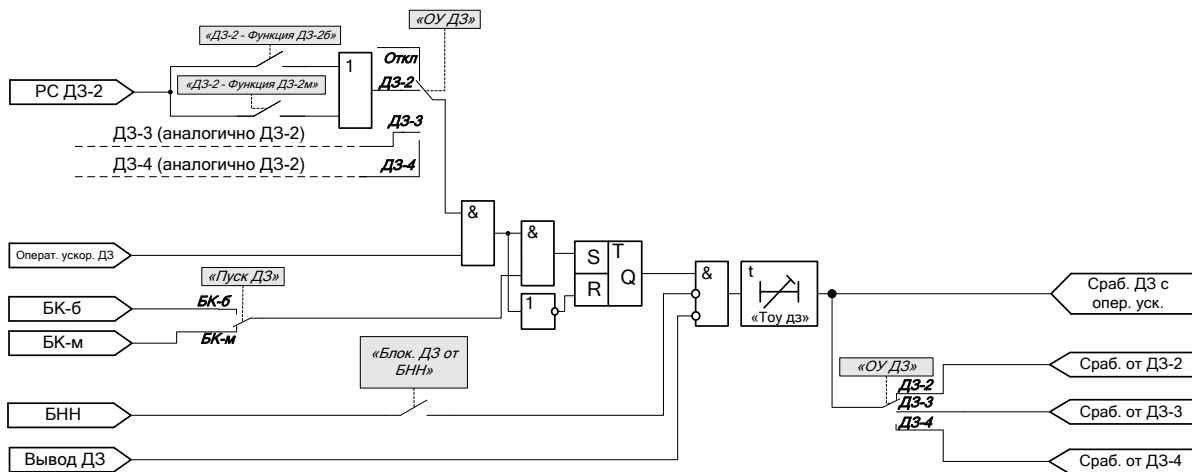 «ОУ ДЗ»
«ДЗ-2 - Функция ДЗ-2б»
Откл
1
РС ДЗ-2
«ДЗ-2 - Функция ДЗ-2м»
ДЗ-2
ДЗ-3 (аналогично ДЗ-2)
ДЗ-3
ДЗ-4 (аналогично ДЗ-2)
ДЗ-4
&
&
Операт. ускор. ДЗ
S
T
«Пуск ДЗ»
R
Q
&
t
БК-б
БК-б
1
«Тоу дз»
Сраб. ДЗ с
опер. уск.
БК-м
БК-м
«Блок. ДЗ от
БНН»
«ОУ ДЗ»
ДЗ-2
Сраб. от ДЗ-2
БНН
ДЗ-3
Сраб. от ДЗ-3
ДЗ-4
Вывод ДЗ
Сраб. от ДЗ-4